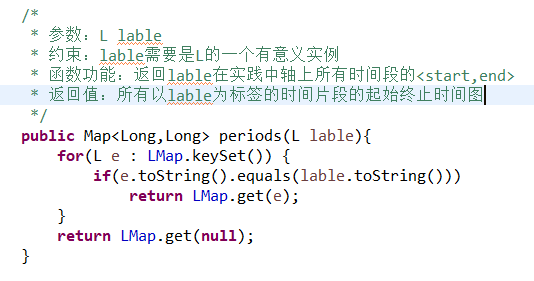 /*
 * 参数：L lable
 * 约束：lable需要是L的一个有意义实例
 * 函数功能：返回lable在实践中轴上所有时间段的<start,end>
 * 返回值：所有以lable为标签的时间片段的起始终止时间图
 */
public Map<Long,Long> periods(L lable){
    for(L e : LMap.keySet()) {
        if(e.toString().equals(lable.toString()))
            return LMap.get(e);
    }
    return LMap.get(null);
}